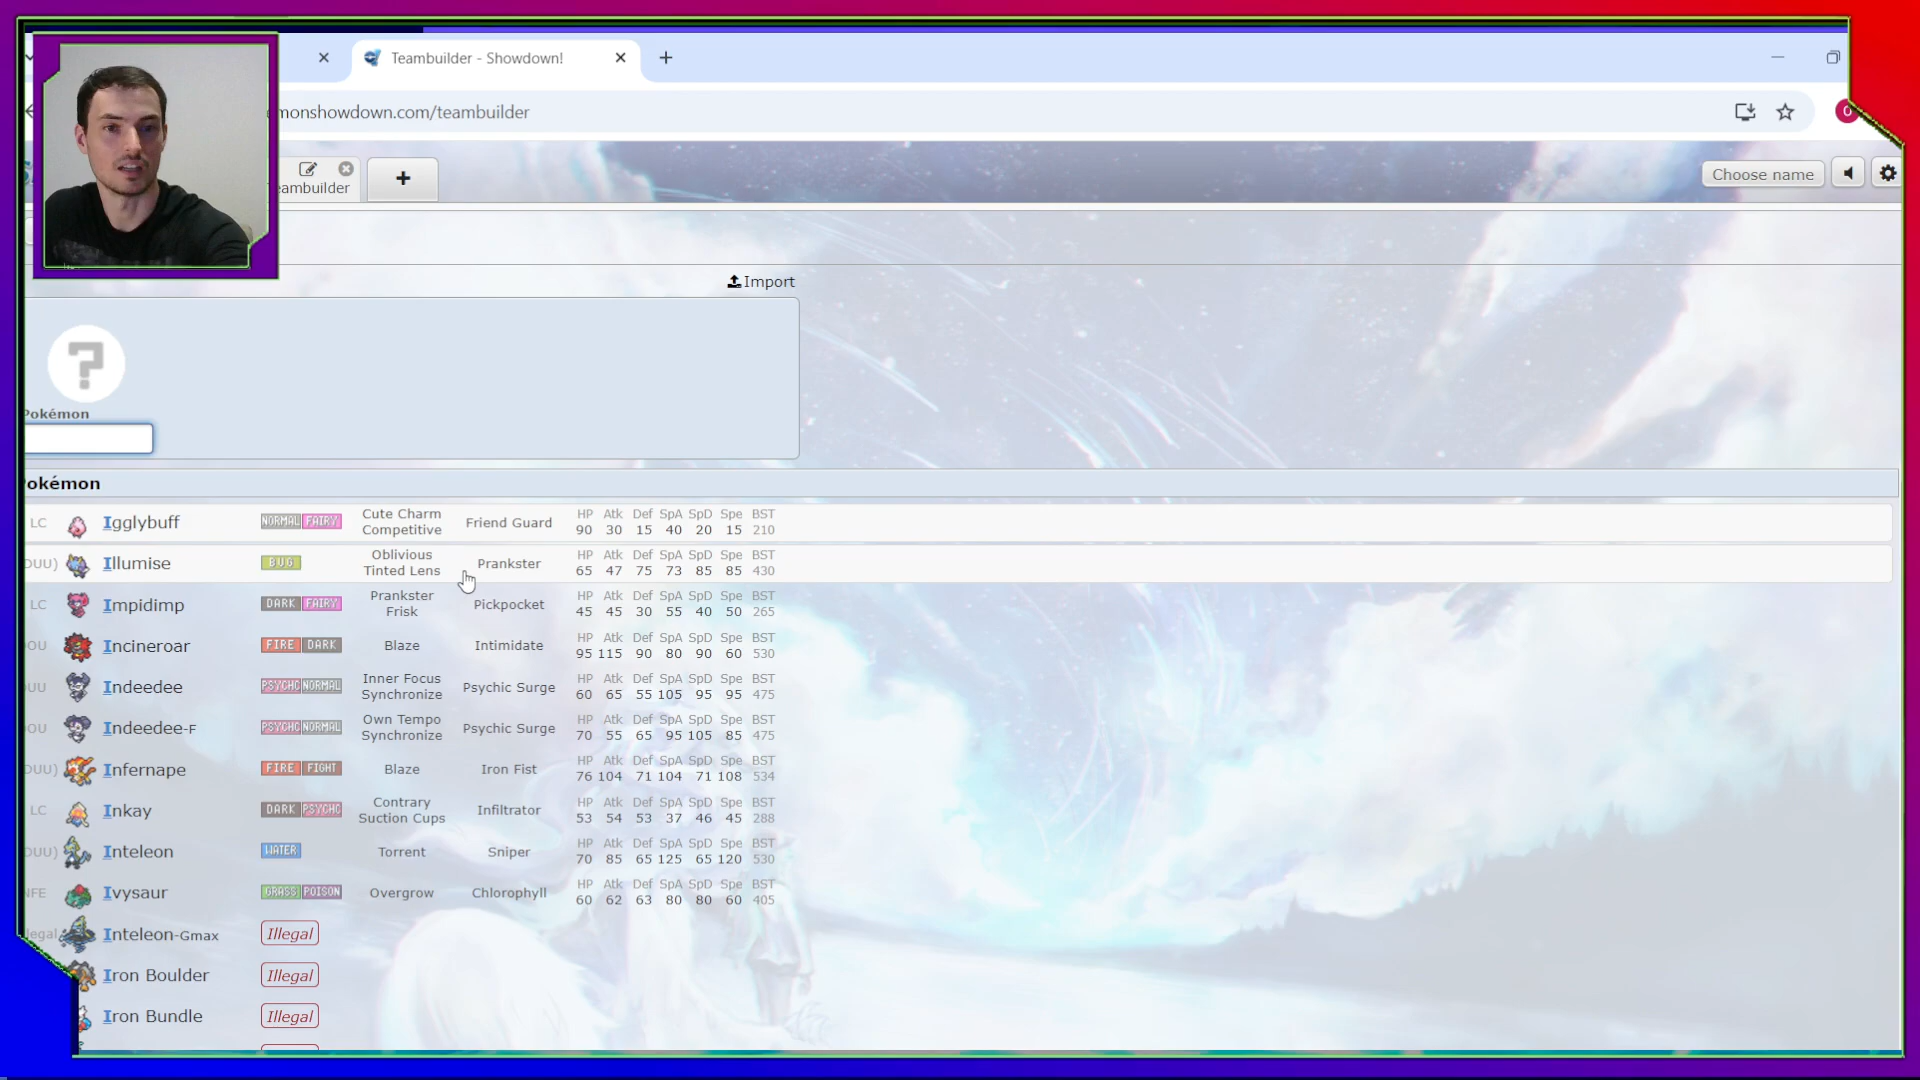 Teambuilder - Showdown!
monshowdown.com/teambuilder
eambuilder
Choose name
Import
Pokémon
okémon
LC Igglybuff NORMAL FAIRY Cute Charm Competitive Friend Guard HP 90 Atk 30 Def 15 SpA 40 SpD 20 Spe 15 BST 210
DUU) Illumise BUG Oblivious Tinted Lens Prankster HP 65 Atk 47 Def 75 SpA 73 SpD 85 Spe 85 BST 430
LC Impidimp DARK FAIRY Prankster Frisk Pickpocket HP 45 Atk 45 Def 30 SpA 55 SpD 40 Spe 50 BST 265
OU Incineroar FIRE DARK Blaze Intimidate HP 95 Atk 115 Def 90 SpA 80 SpD 90 Spe 60 BST 530
UU Indeedee PSYCHC NORMAL Inner Focus Synchronize Psychic Surge HP 60 Atk 65 Def 55 SpA 105 SpD 95 Spe 95 BST 475
OU Indeedee-F PSYCHC NORMAL Own Tempo Synchronize Psychic Surge HP 70 Atk 55 Def 65 SpA 95 SpD 105 Spe 85 BST 475
DUU) Infernape FIRE FIGHT Blaze Iron Fist HP 76 Atk 104 Def 71 SpA 104 SpD 71 Spe 108 BST 534
LC Inkay DARK PSYCHC Contrary Suction Cups Infiltrator HP 53 Atk 54 Def 53 SpA 37 SpD 46 Spe 45 BST 288
DUU) Inteleon WATER Torrent Sniper HP 70 Atk 85 Def 65 SpA 125 SpD 65 Spe 120 BST 530
NFE Ivysaur GRASS POISON Overgrow Chlorophyll HP 60 Atk 62 Def 63 SpA 80 SpD 80 Spe 60 BST 405
legal Inteleon-Gmax Illegal
Iron Boulder Illegal
Iron Bundle Illegal